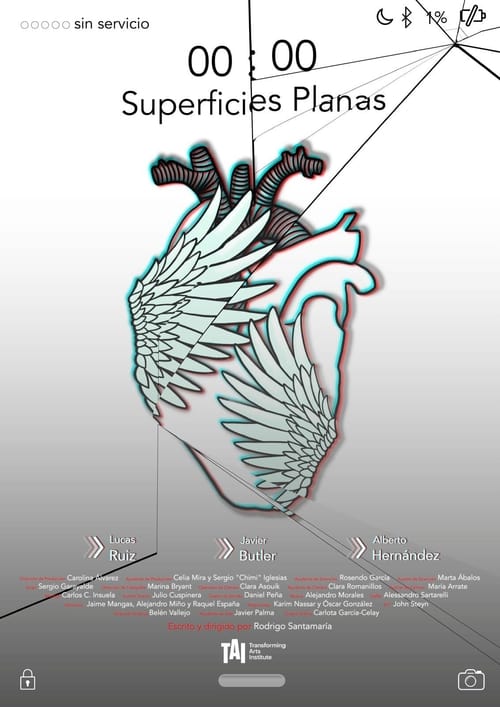 sin servicio
1%
00 : 00
Superficies Planas
Lucas Ruiz
Javier Butler
Alberto Hernández
Carolina Álvarez Celia Mira y Sergio "Chimi" Iglesias Rosendo García Marta Ábalos
Sergio Garayalde Marina Bryant Clara Asouik Clara Romanillos María Arrate
Carlos C. Insuela Julio Cuspinera Daniel Peña Alejandro Morales Alessandro Sartarelli
Jaime Mangas, Alejandro Miño y Raquel España Karim Nassar y Óscar González John Steyn
Belén Vallejo Javier Palma Carlota García-Celay
Escrito y dirigido por Rodrigo Santamaría
TAI Transforming
Arts
Institute